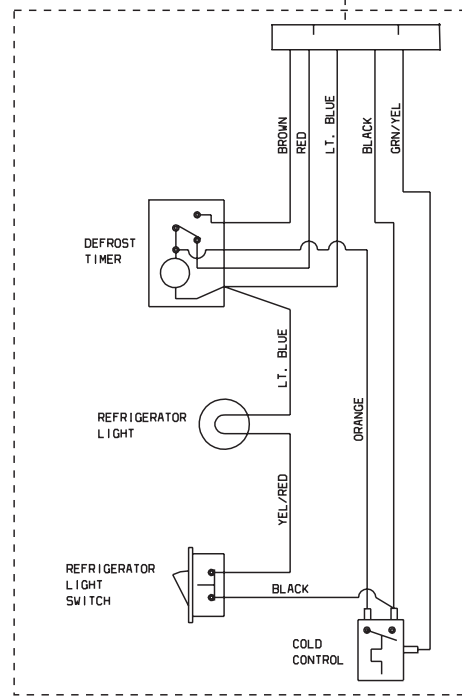 BROWN
RED
LT. BLUE
BLACK
GRN/YEL
DEFROST
TIMER
LT. BLUE
REFRIGERATOR
LIGHT
ORANGE
YEL/RED
REFRIGERATOR
LIGHT
SWITCH
BLACK
COLD
CONTROL